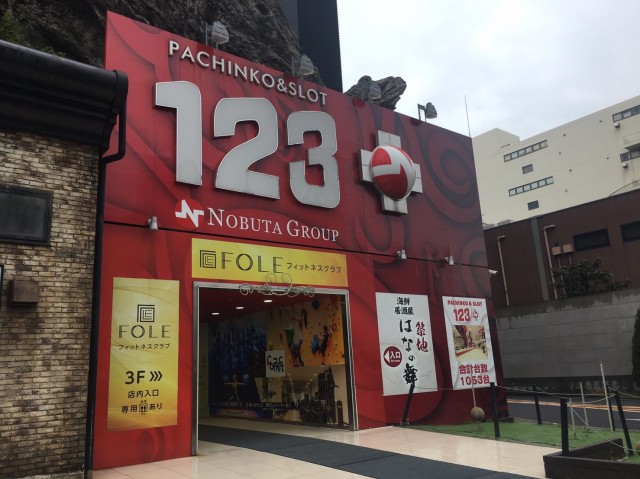 PACHINKO&SLOT
123
NOBUTA GROUP
FOLE フィットネスクラブ
FOLE
フィットネスクラブ
3F
店内入口
専用
あり
海鮮
居酒屋
築地
はなの舞
入口
PACHINKO & SLOT
123
合計台数
1053台